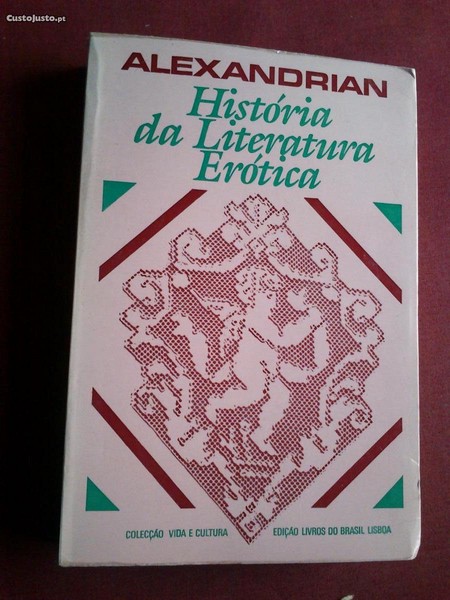 CustoJusto.pt
ALEXANDRIAN
História
da Literatura
Erótica
COLECÇÃO VIDA E CULTURA EDIÇÃO LIVROS DO BRASIL LISBOA